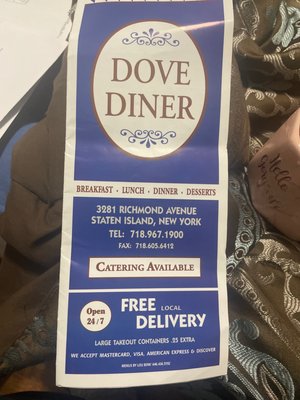 DOVE
DINER
BREAKFAST · LUNCH · DINNER · DESSERTS
3281 RICHMOND AVENUE
STATEN ISLAND, NEW YORK
TEL: 718.967.1900
FAX: 718.605.6412
CATERING AVAILABLE
Open
24/7
FREE LOCAL
DELIVERY
LARGE TAKEOUT CONTAINERS .25 EXTRA
WE ACCEPT MASTERCARD, VISA, AMERICAN EXPRESS & DISCOVER
Hello